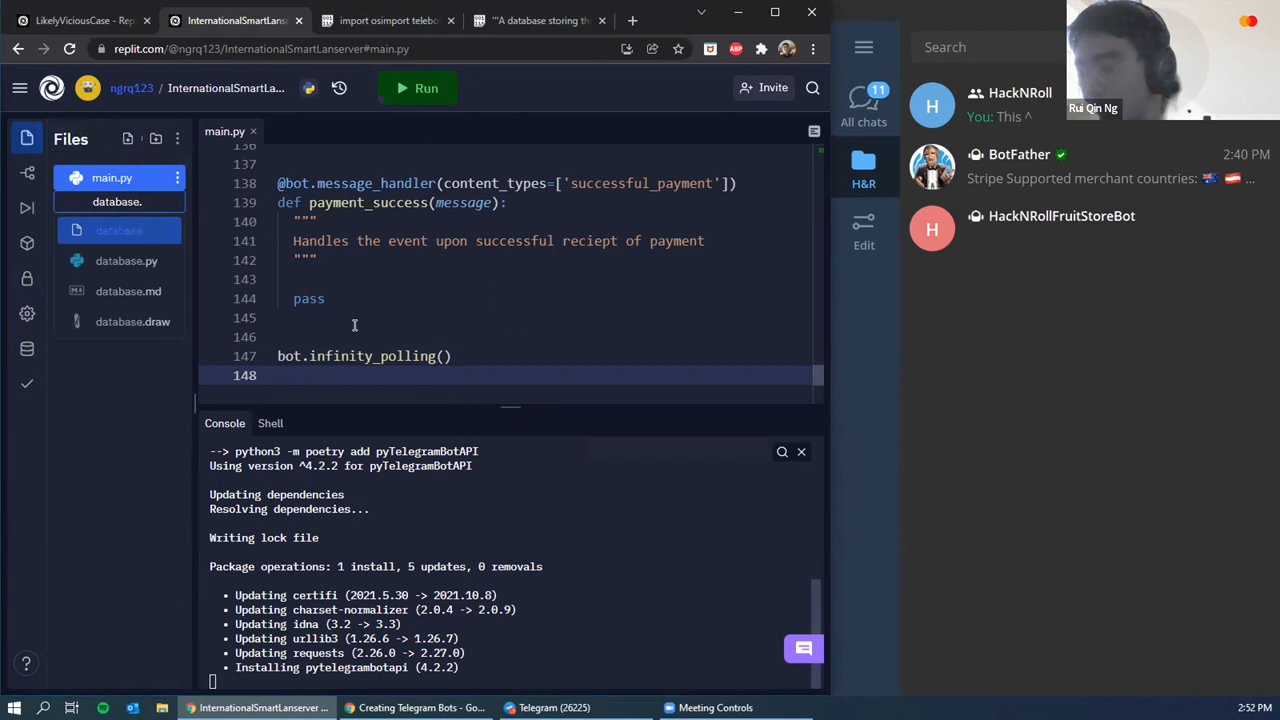 LikelyViciousCase - Rep
InternationalSmartLans
import osimport telebot
"'A database storing the
replit.com/@ngrq123/InternationalSmartLanserver#main.py
ngrq123 / InternationalSmartLa...
Run
Invite
Files
main.py
database.
database
database.py
database.md
database.draw
main.py
136
137
138 @bot.message_handler(content_types=['successful_payment'])
139 def payment_success(message):
140 """
141 Handles the event upon successful reciept of payment
142 """
143
144 pass
145
146
147 bot.infinity_polling()
148
Console Shell
--> python3 -m poetry add pyTelegramBotAPI
Using version ^4.2.2 for pyTelegramBotAPI
Updating dependencies
Resolving dependencies...
Writing lock file
Package operations: 1 install, 5 updates, 0 removals
• Updating certifi (2021.5.30 -> 2021.10.8)
• Updating charset-normalizer (2.0.4 -> 2.0.9)
• Updating idna (3.2 -> 3.3)
• Updating urllib3 (1.26.6 -> 1.26.7)
• Updating requests (2.26.0 -> 2.27.0)
• Installing pytelegrambotapi (4.2.2)
11
All chats
H&R
Edit
Search
H
HackNRoll
You: This ^
Rui Qin Ng
BotFather
2:40 PM
Stripe Supported merchant countries: ...
H
HackNRollFruitStoreBot
InternationalSmartLanserver ...
Creating Telegram Bots - Go...
Telegram (26225)
Meeting Controls
2:52 PM